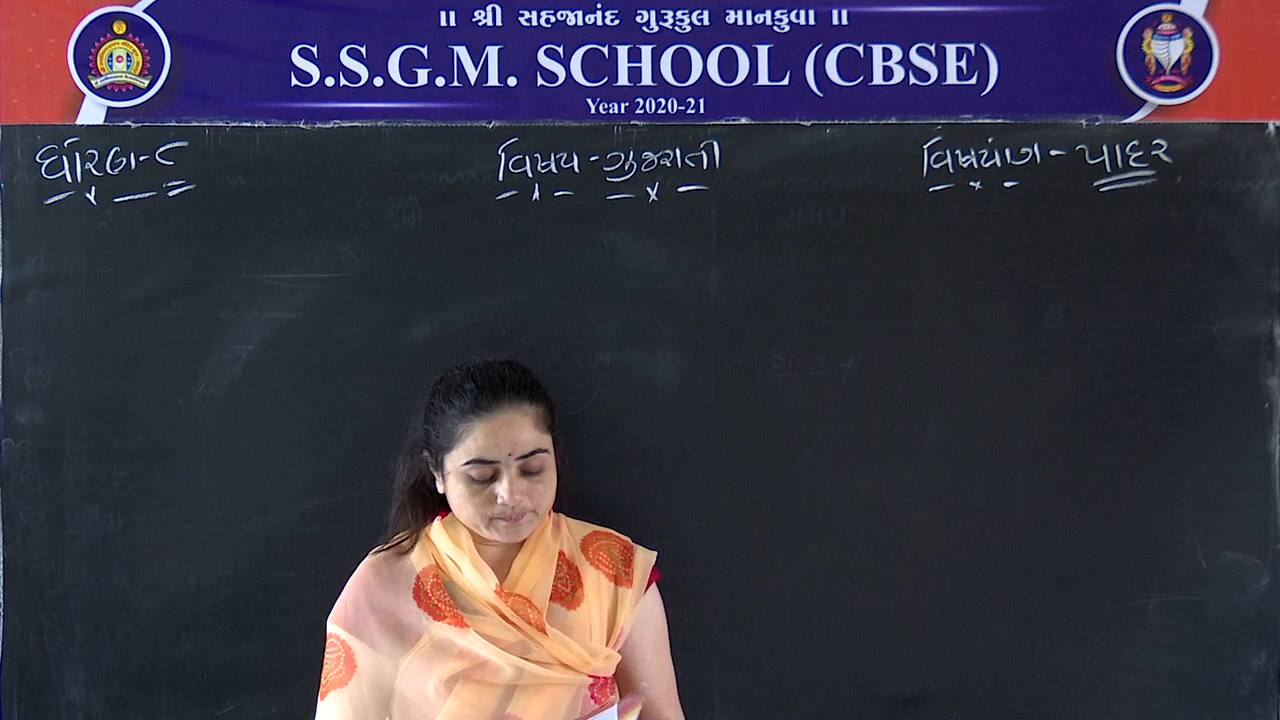 ॥ શ્રી સહજાનંદ ગુરૂકુલ માનકુવા ॥
S.S.G.M. SCHOOL (CBSE)
Year 2020-21
ધોરણ-૮ વિષય - ગુજરાતી વિષયાંગ - પાદર